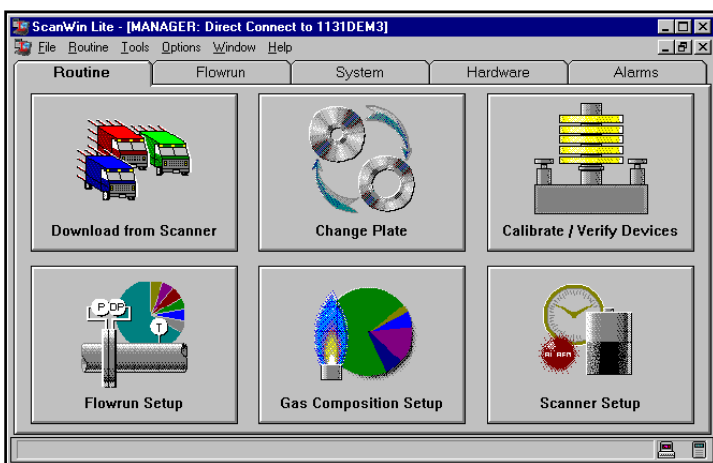 ScanWin Lite - [MANAGER: Direct Connect to 1131DEM3]
File Routine Tools Options Window Help
Routine Flowrun System Hardware Alarms
Download from Scanner Change Plate Calibrate / Verify Devices
P DP
T
ALARM
Flowrun Setup Gas Composition Setup Scanner Setup